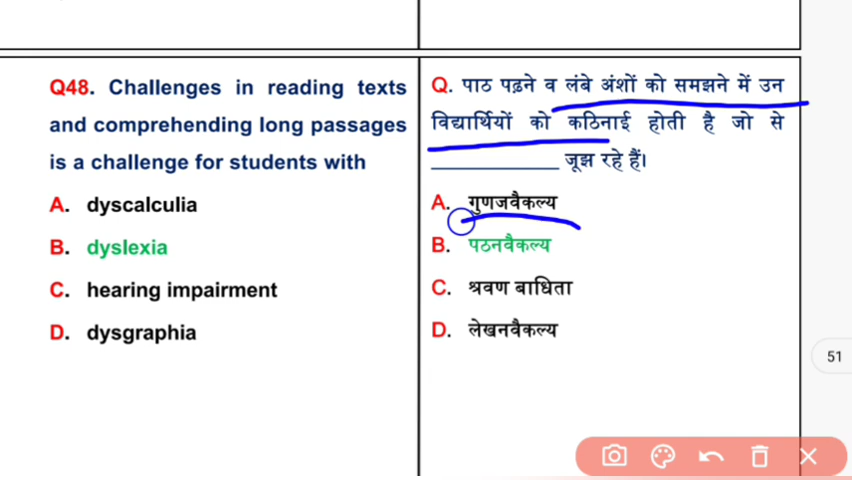 Q48. Challenges in reading texts
and comprehending long passages
is a challenge for students with
A. dyscalculia
B. dyslexia
C. hearing impairment
D. dysgraphia
Q. पाठ पढ़ने व लंबे अंशों को समझने में उन
विद्यार्थियों को कठिनाई होती है जो से
____________ जूझ रहे हैं।
A. गुणजवैकल्य
B. पठनवैकल्य
C. श्रवण बाधिता
D. लेखनवैकल्य
51